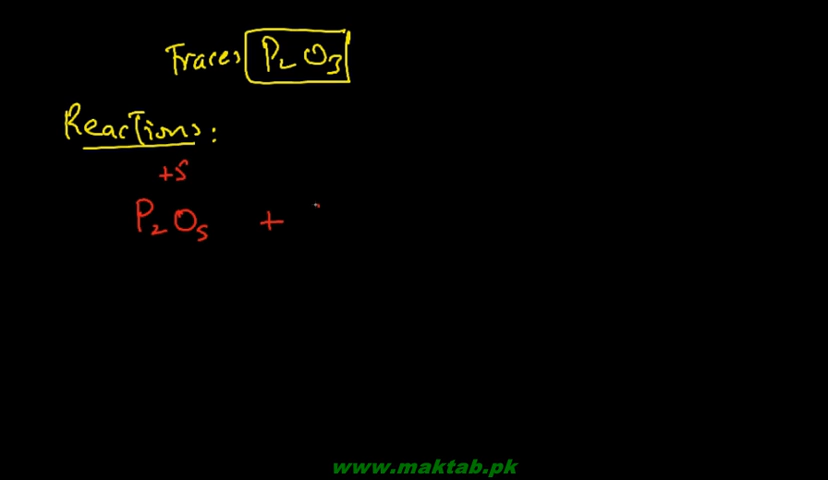 Traces P₂O₃
Reactions:
+5
P₂O₅ +
www.maktab.pk